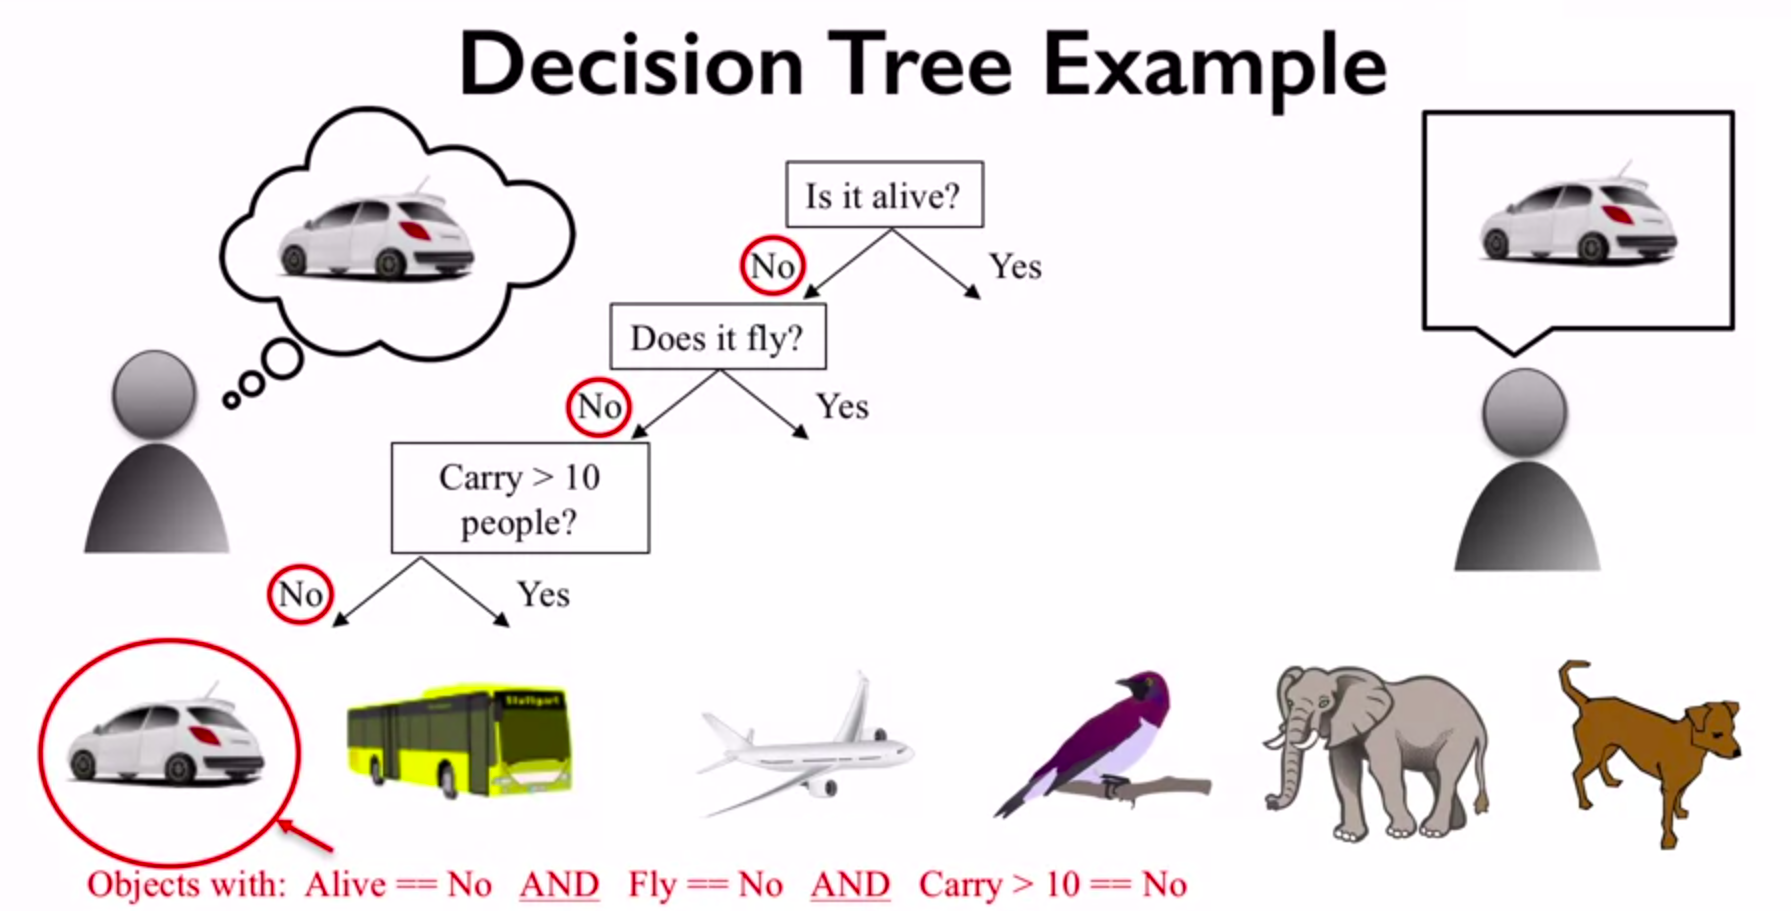 Decision Tree Example
Is it alive?
No
Yes
Does it fly?
No
Yes
Carry > 10
people?
No
Yes
Stuttgart
Objects with: Alive == No AND Fly == No AND Carry > 10 == No